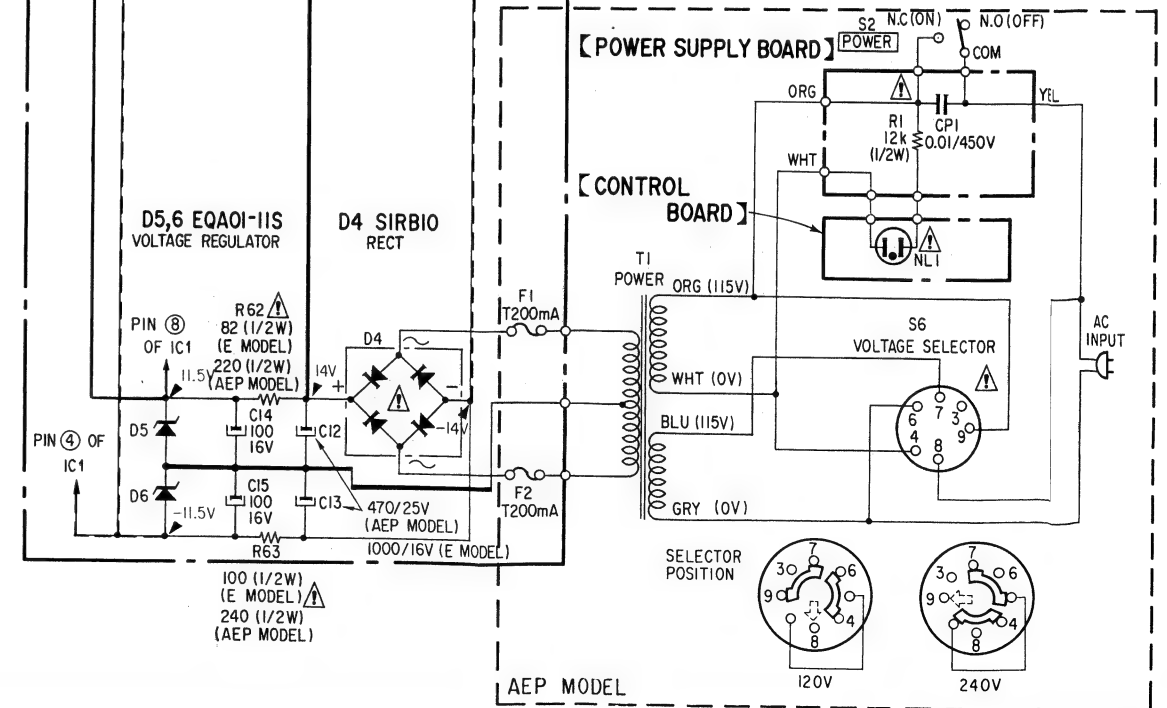 S2
N.C(ON)
N.O(OFF)
【POWER SUPPLY BOARD】
POWER
COM
ORG
YEL
R1
12k
(1/2W)
CP1
0.01/450V
WHT
【CONTROL
BOARD】
NL1
D5,6 EQA01-11S
VOLTAGE REGULATOR
D4 SIRB10
RECT
T1
POWER
ORG (115V)
F1
T200mA
R62
82 (1/2W)
(E MODEL)
220 (1/2W)
(AEP MODEL)
PIN ⑧
OF IC1
11.5V
14V
D4
+
−
-14V
S6
VOLTAGE SELECTOR
AC
INPUT
WHT (0V)
BLU (115V)
6
7
3
4
8
9
D5
C14
100
16V
C12
PIN ④ OF
IC1
D6
C15
100
16V
C13
470/25V
(AEP MODEL)
1000/16V (E MODEL)
-11.5V
R63
F2
T200mA
GRY (0V)
100 (1/2W)
(E MODEL)
240 (1/2W)
(AEP MODEL)
SELECTOR
POSITION
7
3
6
9
4
8
120V
7
3
6
9
4
8
240V
AEP MODEL